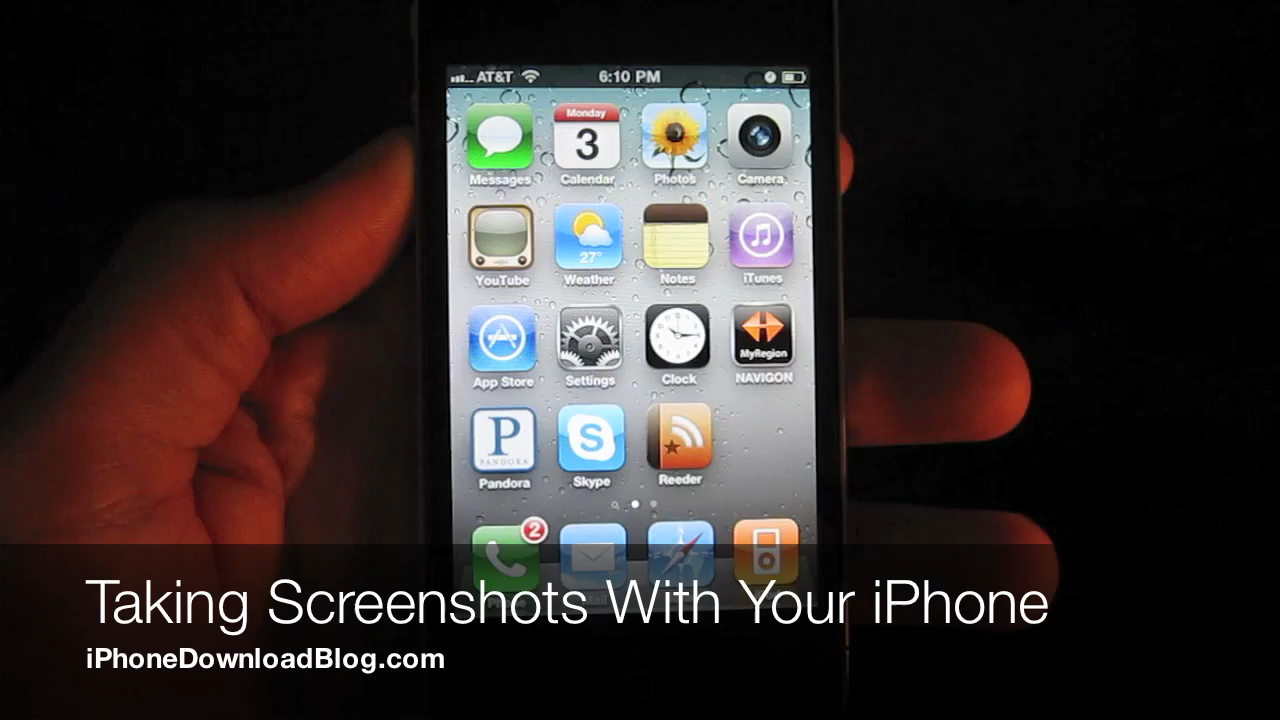 AT&T 6:10 PM
Monday
3
Messages Calendar Photos Camera
27°
YouTube Weather Notes iTunes
MyRegion
App Store Settings Clock NAVIGON
P
PANDORA
S
Pandora Skype Reeder
2
Taking Screenshots With Your iPhone
iPhoneDownloadBlog.com